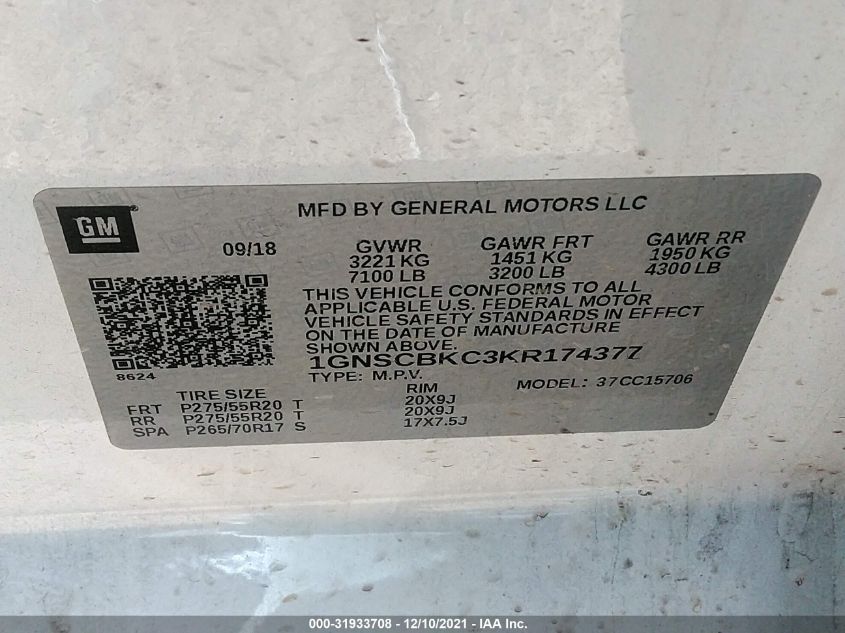 GM ®
MFD BY GENERAL MOTORS LLC
09/18 GVWR GAWR FRT GAWR RR
3221 KG 1451 KG 1950 KG
7100 LB 3200 LB 4300 LB
THIS VEHICLE CONFORMS TO ALL
APPLICABLE U.S. FEDERAL MOTOR
VEHICLE SAFETY STANDARDS IN EFFECT
ON THE DATE OF MANUFACTURE
SHOWN ABOVE.
1GNSCBKC3KR174377
8624 TYPE: M.P.V. MODEL: 37CC15706
TIRE SIZE RIM
FRT P275/55R20 T 20X9J
RR P275/55R20 T 20X9J
SPA P265/70R17 S 17X7.5J
000-31933708 - 12/10/2021 - IAA Inc.